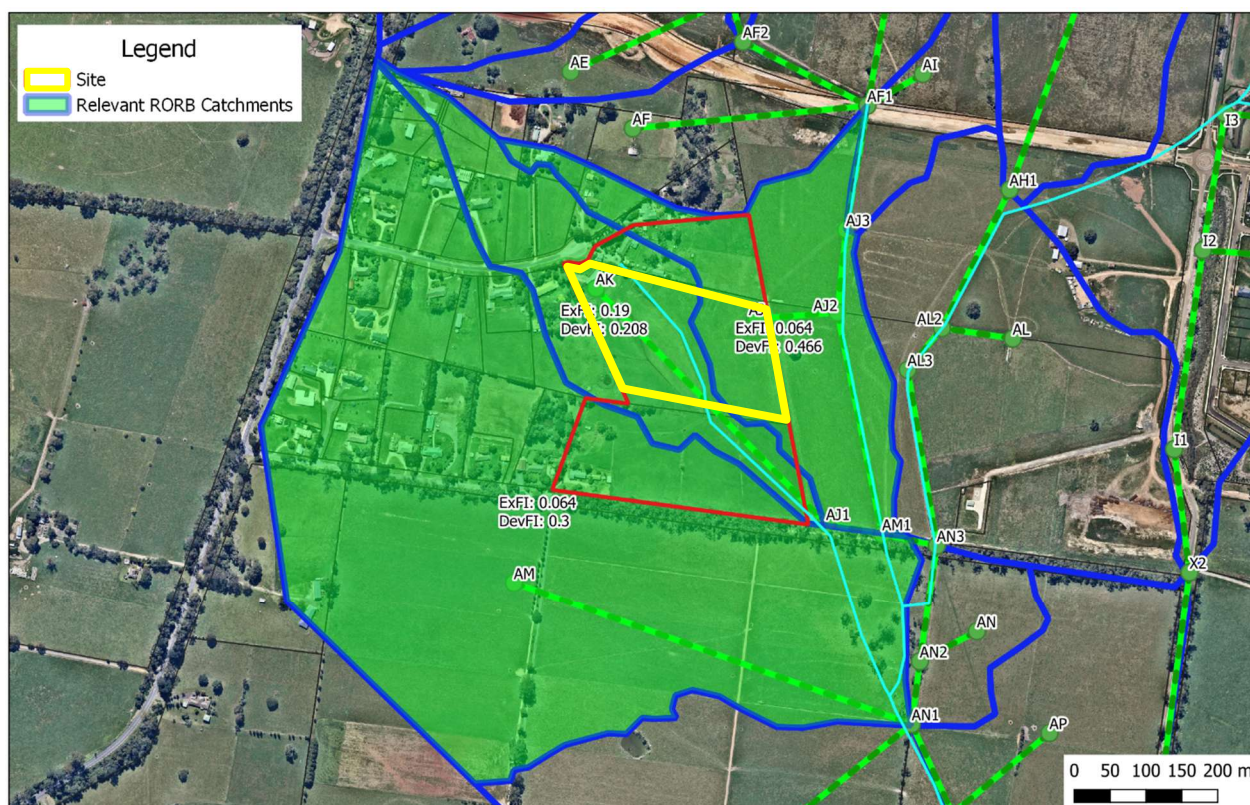 Legend
Site
Relevant RORB Catchments
AF2
AE
AI
AF
AF1
I3
AH1
AJ3
I2
AK
ExFI: 0.19
DevFI: 0.208
AJ2
ExFI: 0.064
DevFI: 0.466
AL2
AL
AL3
I1
ExFI: 0.064
DevFI: 0.3
AJ1
AM1
AN3
AM
X2
AN
AN2
AN1
AP
0 50 100 150 200 m